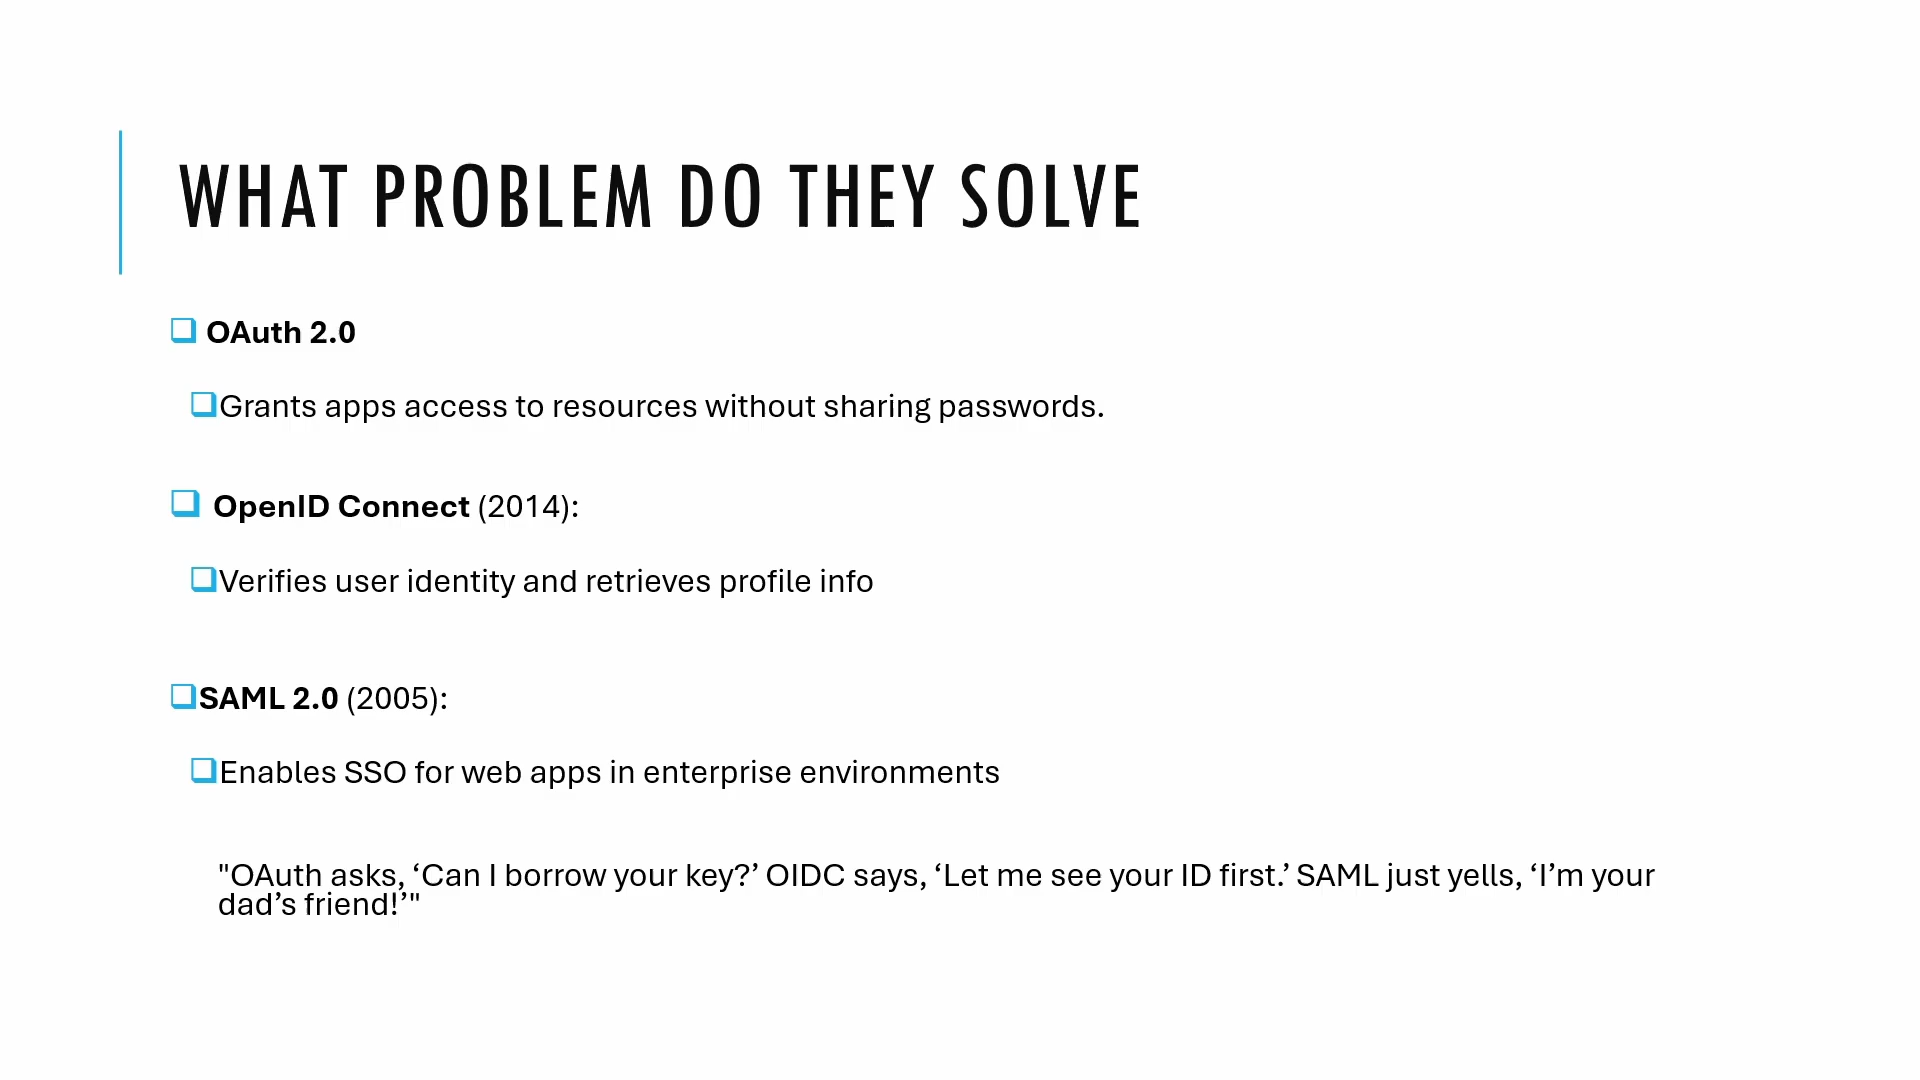 WHAT PROBLEM DO THEY SOLVE
OAuth 2.0
Grants apps access to resources without sharing passwords.
OpenID Connect (2014):
Verifies user identity and retrieves profile info
SAML 2.0 (2005):
Enables SSO for web apps in enterprise environments
"OAuth asks, ‘Can I borrow your key?’ OIDC says, ‘Let me see your ID first.’ SAML just yells, ‘I’m your
dad’s friend!’"